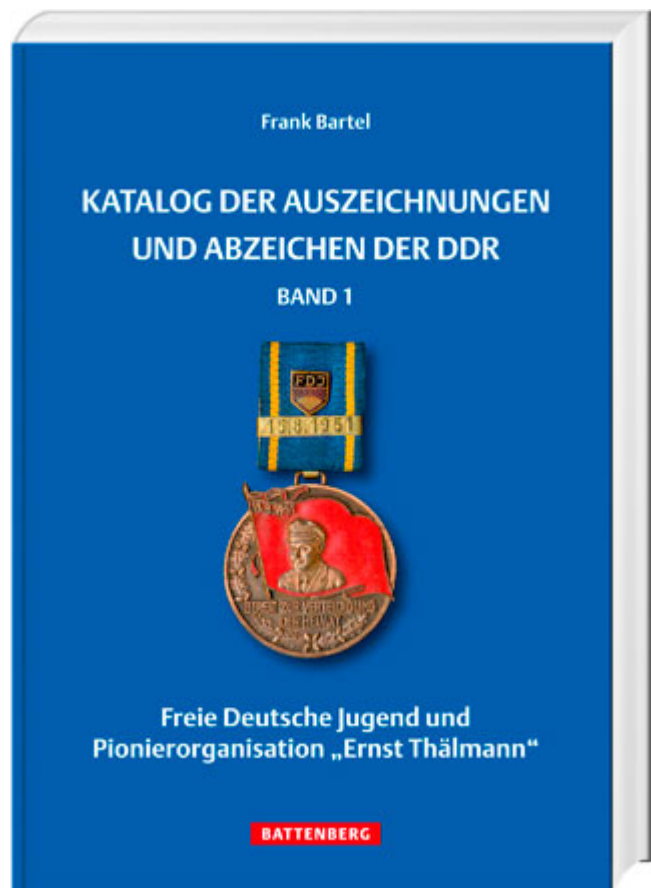 Frank Bartel
KATALOG DER AUSZEICHNUNGEN
UND ABZEICHEN DER DDR
BAND 1
FDJ
Freie Deutsche Jugend und
Pionierorganisation „Ernst Thälmann“
BATTENBERG